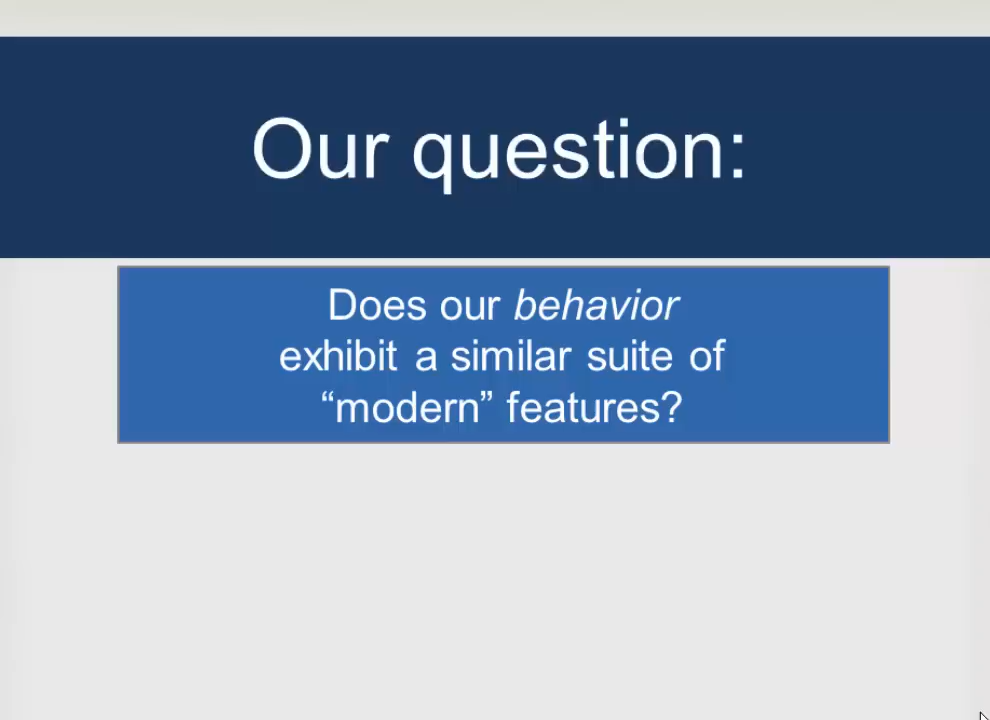 Our question:
Does our behavior
exhibit a similar suite of
“modern” features?